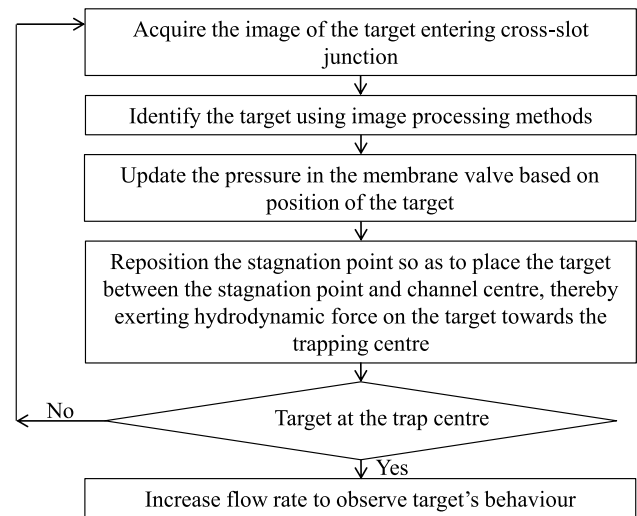 Acquire the image of the target entering cross-slot
junction
Identify the target using image processing methods
Update the pressure in the membrane valve based on
position of the target
Reposition the stagnation point so as to place the target
between the stagnation point and channel centre, thereby
exerting hydrodynamic force on the target towards the
trapping centre
No
Target at the trap centre
Yes
Increase flow rate to observe target’s behaviour